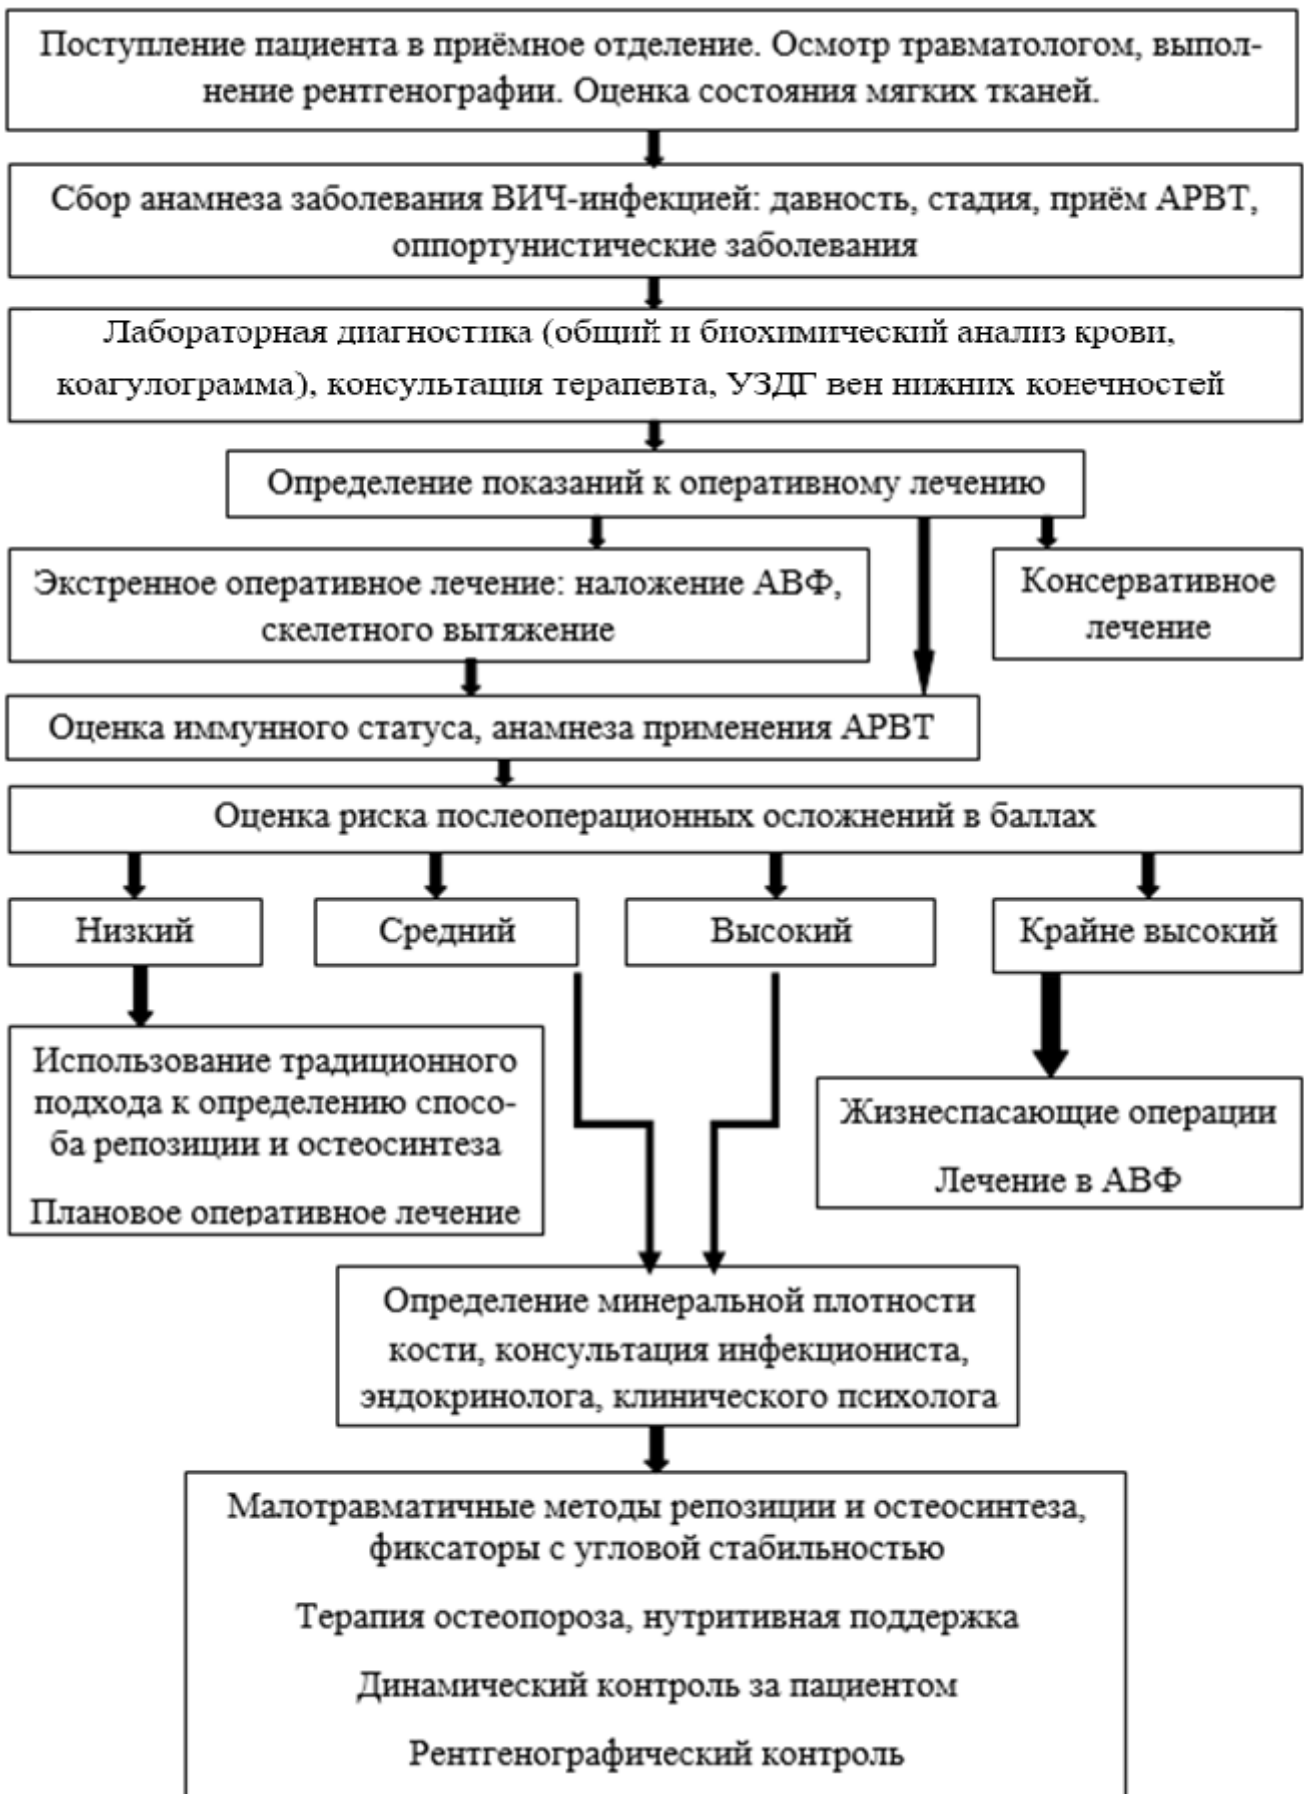 Поступление пациента в приёмное отделение. Осмотр травматологом, выпол-
нение рентгенографии. Оценка состояния мягких тканей.
Сбор анамнеза заболевания ВИЧ-инфекцией: давность, стадия, приём АРВТ,
оппортунистические заболевания
Лабораторная диагностика (общий и биохимический анализ крови,
коагулограмма), консультация терапевта, УЗДГ вен нижних конечностей
Определение показаний к оперативному лечению
Экстренное оперативное лечение: наложение АВФ,
скелетного вытяжение
Консервативное
лечение
Оценка иммунного статуса, анамнеза применения АРВТ
Оценка риска послеоперационных осложнений в баллах
Низкий
Средний
Высокий
Крайне высокий
Использование традиционного
подхода к определению спосо-
ба репозиции и остеосинтеза
Плановое оперативное лечение
Жизнеспасающие операции
Лечение в АВФ
Определение минеральной плотности
кости, консультация инфекциониста,
эндокринолога, клинического психолога
Малотравматичные методы репозиции и остеосинтеза,
фиксаторы с угловой стабильностью
Терапия остеопороза, нутритивная поддержка
Динамический контроль за пациентом
Рентгенографический контроль